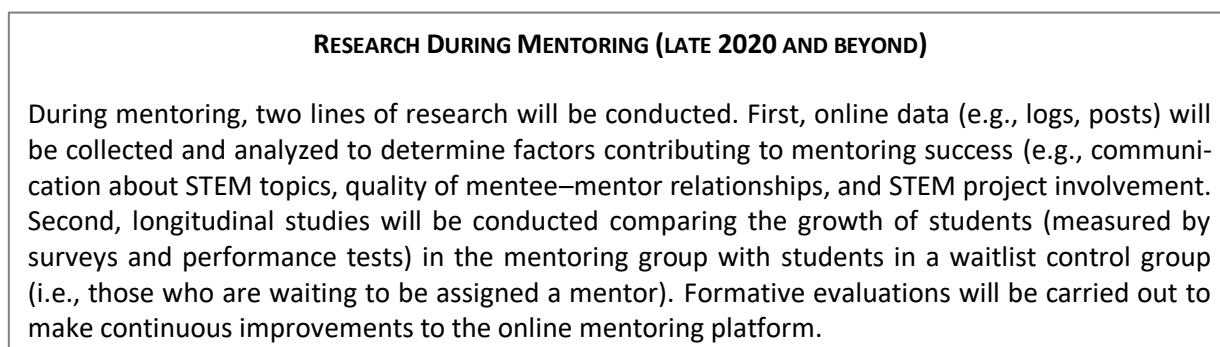 RESEARCH DURING MENTORING (LATE 2020 AND BEYOND)
During mentoring, two lines of research will be conducted. First, online data (e.g., logs, posts) will
be collected and analyzed to determine factors contributing to mentoring success (e.g., communi-
cation about STEM topics, quality of mentee–mentor relationships, and STEM project involvement.
Second, longitudinal studies will be conducted comparing the growth of students (measured by
surveys and performance tests) in the mentoring group with students in a waitlist control group
(i.e., those who are waiting to be assigned a mentor). Formative evaluations will be carried out to
make continuous improvements to the online mentoring platform.